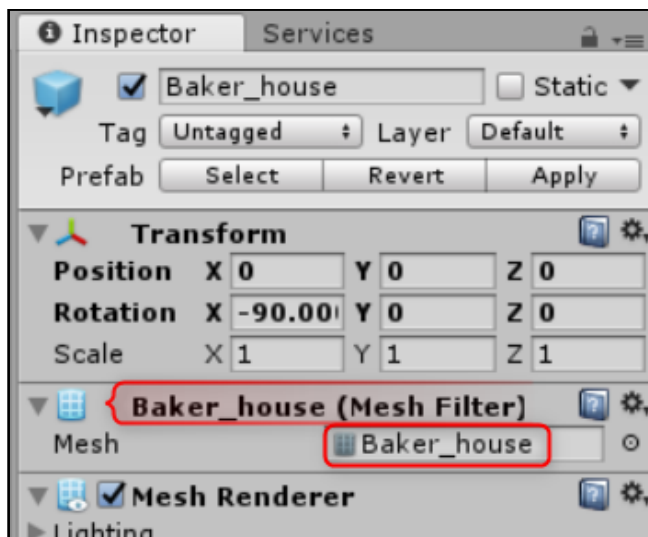 Inspector Services
Baker_house Static
Tag Untagged Layer Default
Prefab Select Revert Apply
Transform
Position X 0 Y 0 Z 0
Rotation X -90.00 Y 0 Z 0
Scale X 1 Y 1 Z 1
Baker_house (Mesh Filter)
Mesh Baker_house
Mesh Renderer
Lighting